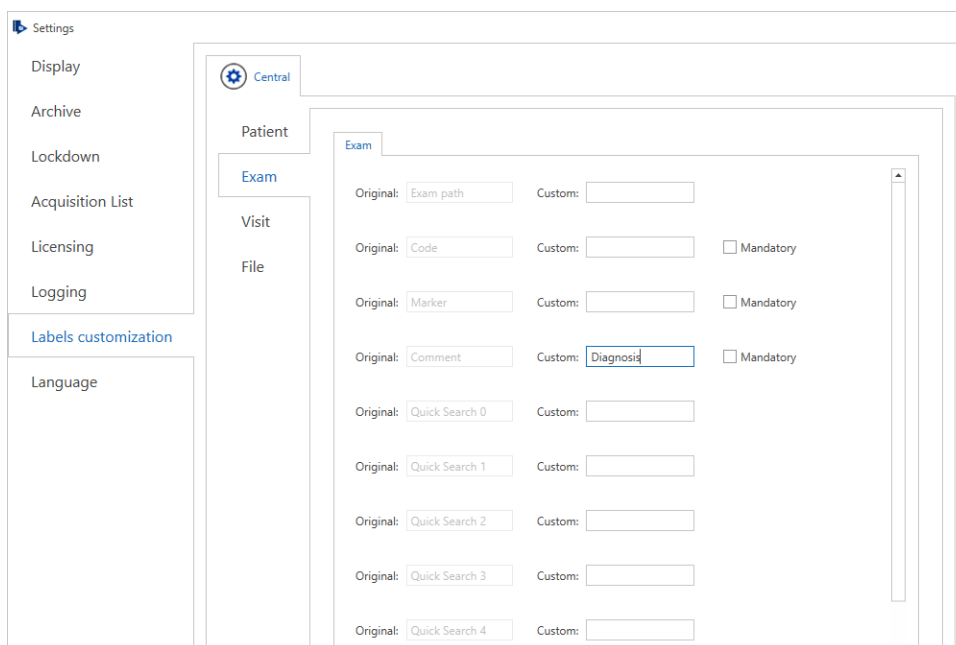 Settings
Display
Archive
Lockdown
Acquisition List
Licensing
Logging
Labels customization
Language
Central
Patient
Exam
Visit
File
Exam
Original: Exam path Custom:
Original: Code Custom: Mandatory
Original: Marker Custom: Mandatory
Original: Comment Custom: Diagnosis Mandatory
Original: Quick Search 0 Custom:
Original: Quick Search 1 Custom:
Original: Quick Search 2 Custom:
Original: Quick Search 3 Custom:
Original: Quick Search 4 Custom: